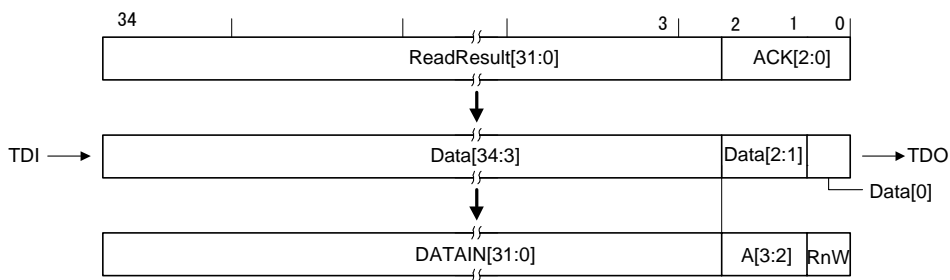 34 3 2 1 0
ReadResult[31:0] ACK[2:0]
TDI Data[34:3] Data[2:1] TDO
Data[0]
DATAIN[31:0] A[3:2] RnW